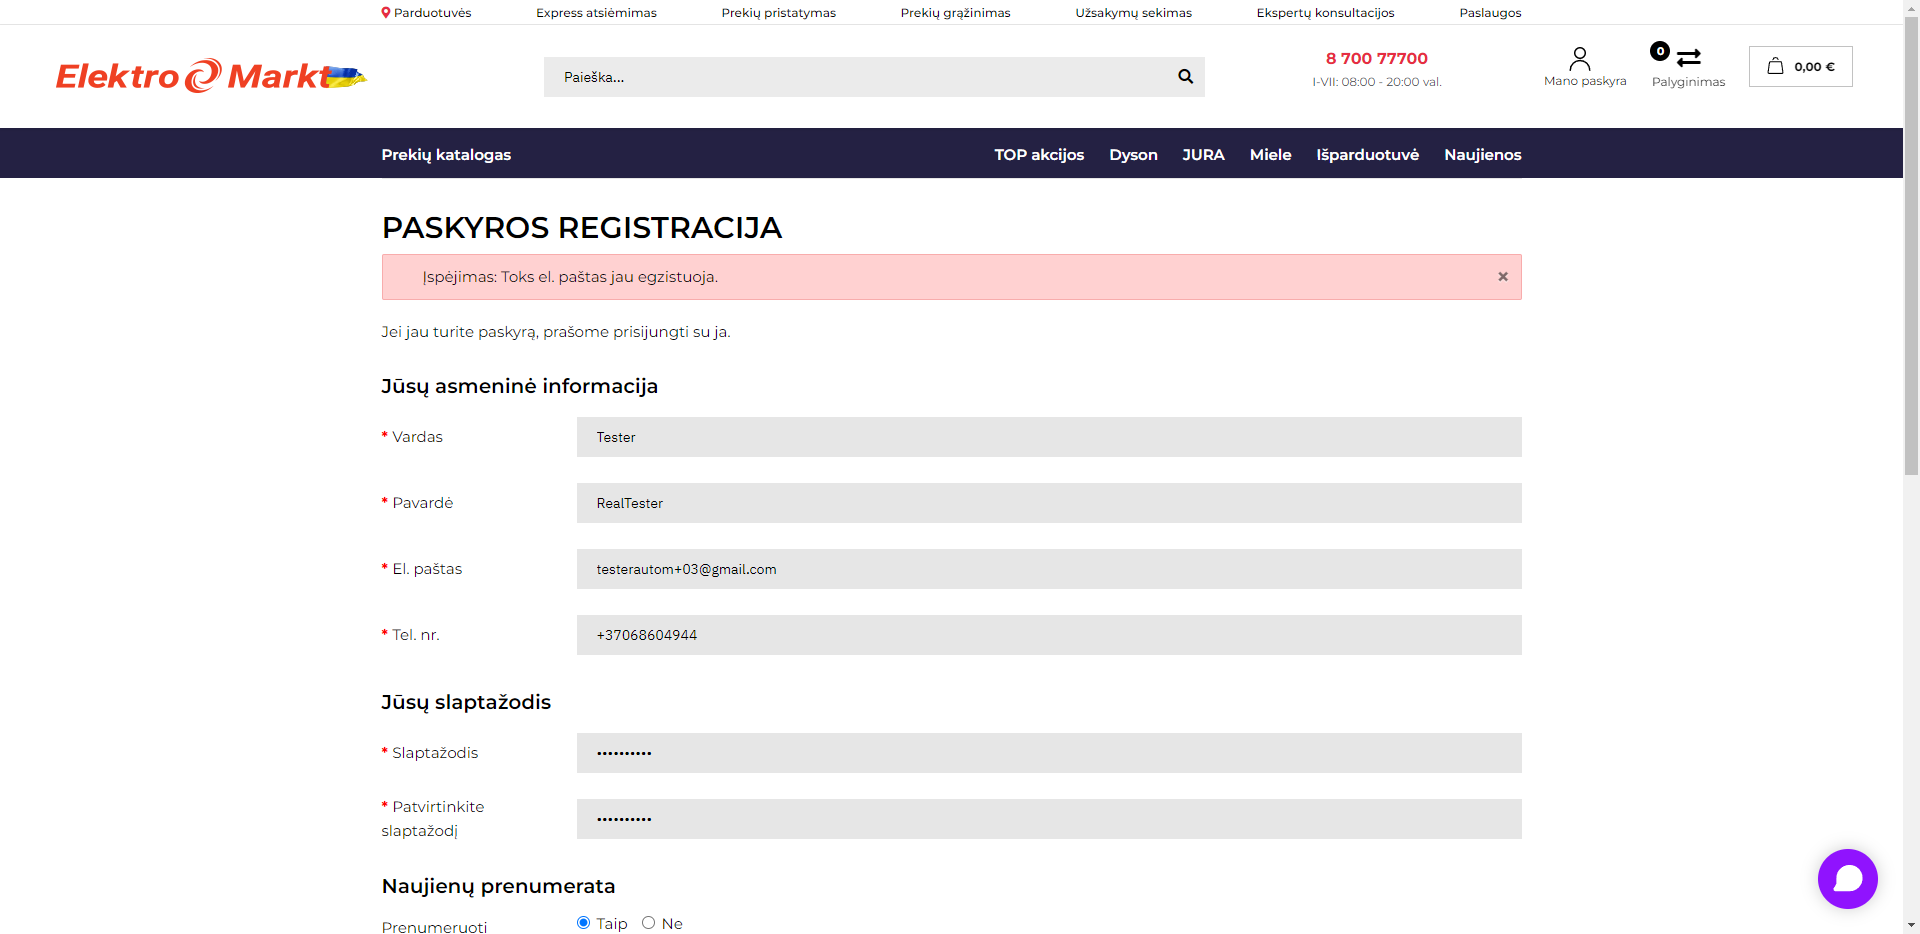 Parduotuvės Express atsiėmimas Prekių pristatymas Prekių grąžinimas Užsakymų sekimas Ekspertų konsultacijos Paslaugos
Elektro Markt
Paieška...
8 700 77700
I-VII: 08:00 - 20:00 val.
Mano paskyra
0
Palyginimas
0,00 €
Prekių katalogas TOP akcijos Dyson JURA Miele Išparduotuvė Naujienos
PASKYROS REGISTRACIJA
Įspėjimas: Toks el. paštas jau egzistuoja. ×
Jei jau turite paskyrą, prašome prisijungti su ja.
Jūsų asmeninė informacija
* Vardas Tester
* Pavardė RealTester
* El. paštas testerautom+03@gmail.com
* Tel. nr. +37068604944
Jūsų slaptažodis
* Slaptažodis ••••••••••
* Patvirtinkite
slaptažodį ••••••••••
Naujienų prenumerata
Prenumeruoti Taip Ne